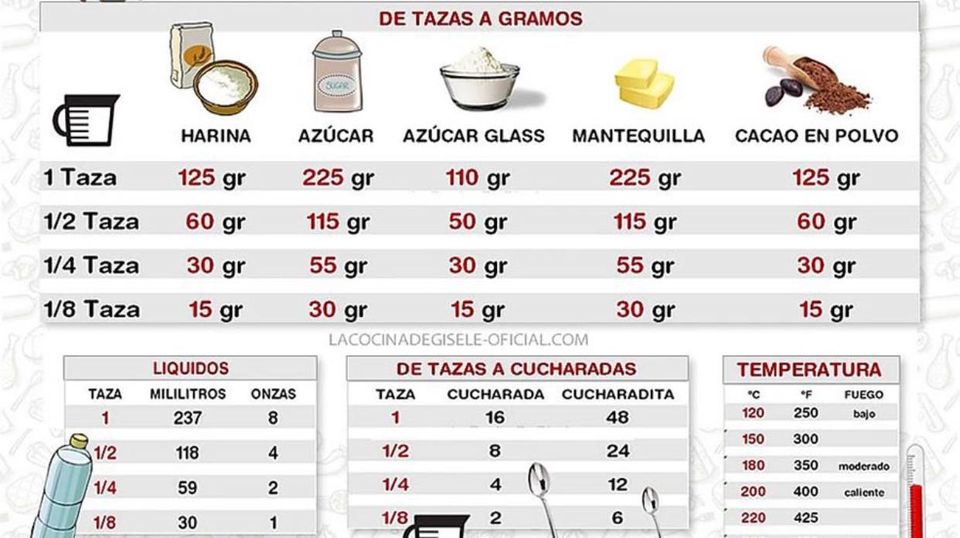 DE TAZAS A GRAMOS
SUGAR
HARINA AZÚCAR AZÚCAR GLASS MANTEQUILLA CACAO EN POLVO
1 Taza 125 gr 225 gr 110 gr 225 gr 125 gr
1/2 Taza 60 gr 115 gr 50 gr 115 gr 60 gr
1/4 Taza 30 gr 55 gr 30 gr 55 gr 30 gr
1/8 Taza 15 gr 30 gr 15 gr 30 gr 15 gr
LACOCINADEGISELE-OFICIAL.COM
LIQUIDOS
TAZA MILILITROS ONZAS
1 237 8
1/2 118 4
1/4 59 2
1/8 30 1
DE TAZAS A CUCHARADAS
TAZA CUCHARADA CUCHARADITA
1 16 48
1/2 8 24
1/4 4 12
1/8 2 6
TEMPERATURA
°C °F FUEGO
120 250 bajo
150 300
180 350 moderado
200 400 caliente
220 425